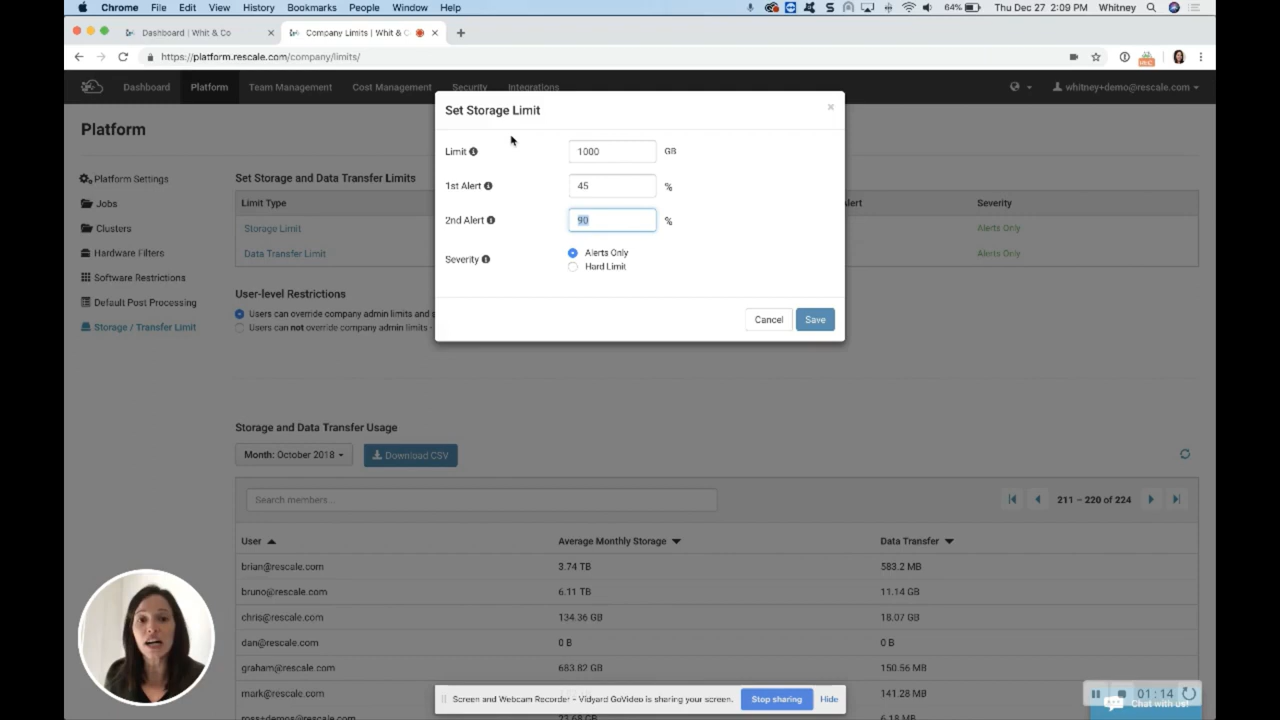 Chrome File Edit View History Bookmarks People Window Help 64% Thu Dec 27 2:09 PM Whitney
Dashboard | Whit & Co
Company Limits | Whit & C
https://platform.rescale.com/company/limits/
REC
Dashboard Platform Team Management Cost Management Security Integrations whitney+demo@rescale.com
Platform
Set Storage Limit
Limit 1000 GB
1st Alert 45 %
2nd Alert 90 %
Severity Alerts Only
Hard Limit
Cancel Save
Platform Settings
Jobs
Clusters
Hardware Filters
Software Restrictions
Default Post Processing
Storage / Transfer Limit
Set Storage and Data Transfer Limits
Limit Type lert Severity
Storage Limit Alerts Only
Data Transfer Limit Alerts Only
User-level Restrictions
Users can override company admin limits and
Users can not override company admin limits -
Storage and Data Transfer Usage
Month: October 2018 Download CSV
Search members... 211 – 220 of 224
User Average Monthly Storage Data Transfer
brian@rescale.com 3.74 TB 583.2 MB
bruno@rescale.com 6.11 TB 11.14 GB
chris@rescale.com 134.36 GB 18.07 GB
dan@rescale.com 0 B 0 B
graham@rescale.com 683.82 GB 150.56 MB
mark@rescale.com 141.28 MB
Screen and Webcam Recorder - Vidyard GoVideo is sharing your screen. Stop sharing Hide
01:14
Chat with us!